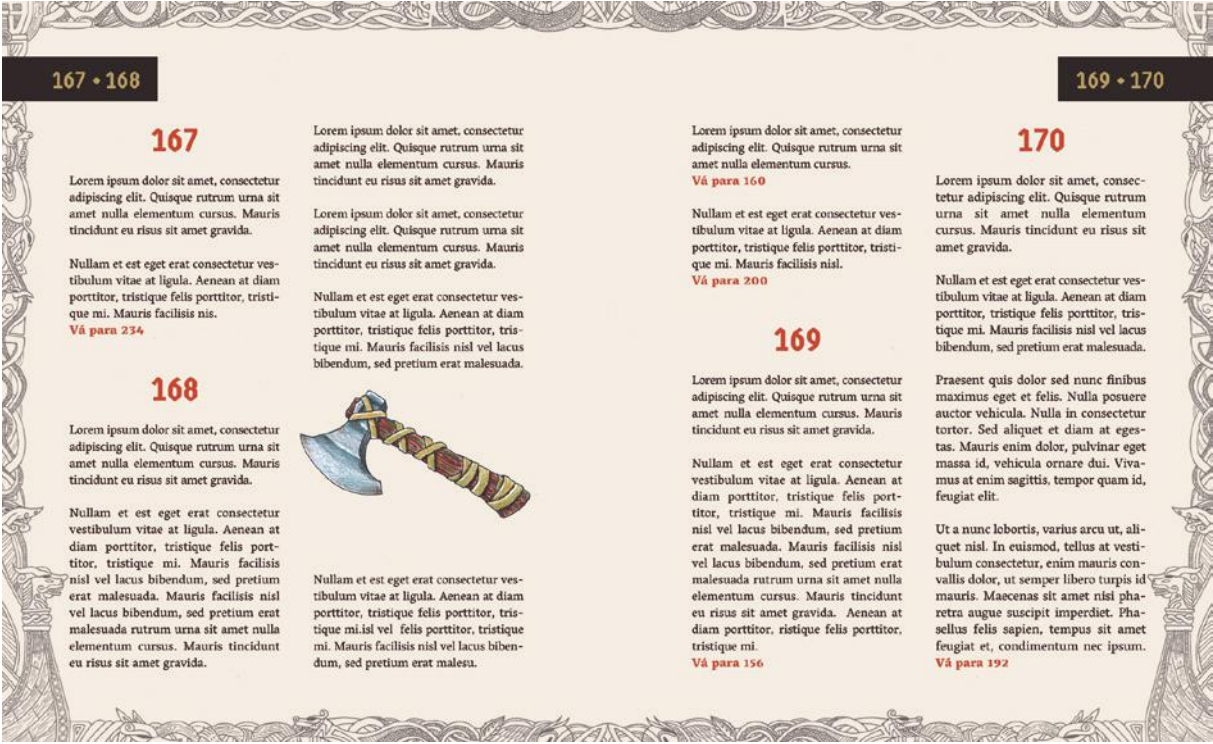 167 • 168
167
Lorem ipsum dolor sit amet, consectetur
adipiscing elit. Quisque rutrum urna sit
amet nulla elementum cursus. Mauris
tincidunt eu risus sit amet gravida.
Nullam et est eget erat consectetur ves-
tibulum vitae at ligula. Aenean at diam
porttitor, tristique felis porttitor, tristi-
que mi. Mauris facilisis nis.
Vá para 234
168
Lorem ipsum dolor sit amet, consectetur
adipiscing elit. Quisque rutrum urna sit
amet nulla elementum cursus. Mauris
tincidunt eu risus sit amet gravida.
Nullam et est eget erat consectetur
vestibulum vitae at ligula. Aenean at
diam porttitor, tristique felis port-
titor, tristique mi. Mauris facilisis
nisl vel lacus bibendum, sed pretium
erat malesuada. Mauris facilisis nisl
vel lacus bibendum, sed pretium erat
malesuada rutrum urna sit amet nulla
elementum cursus. Mauris tincidunt
eu risus sit amet gravida.
Lorem ipsum dolor sit amet, consectetur
adipiscing elit. Quisque rutrum urna sit
amet nulla elementum cursus. Mauris
tincidunt eu risus sit amet gravida.
Lorem ipsum dolor sit amet, consectetur
adipiscing elit. Quisque rutrum urna sit
amet nulla elementum cursus. Mauris
tincidunt eu risus sit amet gravida.
Nullam et est eget erat consectetur ves-
tibulum vitae at ligula. Aenean at diam
porttitor, tristique felis porttitor, tris-
tique mi. Mauris facilisis nisl vel lacus
bibendum, sed pretium erat malesuada.
Nullam et est eget erat consectetur ves-
tibulum vitae at ligula. Aenean at diam
porttitor, tristique felis porttitor, tris-
tique mi.isl vel felis porttitor, tristique
mi. Mauris facilisis nisl vel lacus biben-
dum, sed pretium erat malesu.
169 • 170
Lorem ipsum dolor sit amet, consectetur
adipiscing elit. Quisque rutrum urna sit
amet nulla elementum cursus.
Vá para 160
Nullam et est eget erat consectetur ves-
tibulum vitae at ligula. Aenean at diam
porttitor, tristique felis porttitor, tristi-
que mi. Mauris facilisis nisl.
Vá para 200
169
Lorem ipsum dolor sit amet, consectetur
adipiscing elit. Quisque rutrum urna sit
amet nulla elementum cursus. Mauris
tincidunt eu risus sit amet gravida.
Nullam et est eget erat consectetur
vestibulum vitae at ligula. Aenean at
diam porttitor, tristique felis port-
titor, tristique mi. Mauris facilisis
nisl vel lacus bibendum, sed pretium
erat malesuada. Mauris facilisis nisl
vel lacus bibendum, sed pretium erat
malesuada rutrum urna sit amet nulla
elementum cursus. Mauris tincidunt
eu risus sit amet gravida. Aenean at
diam porttitor, ristique felis porttitor,
tristique mi.
Vá para 156
170
Lorem ipsum dolor sit amet, consec-
tetur adipiscing elit. Quisque rutrum
urna sit amet nulla elementum
cursus. Mauris tincidunt eu risus sit
amet gravida.
Nullam et est eget erat consectetur ves-
tibulum vitae at ligula. Aenean at diam
porttitor, tristique felis porttitor, tris-
tique mi. Mauris facilisis nisl vel lacus
bibendum, sed pretium erat malesuada.
Praesent quis dolor sed nunc finibus
maximus eget et felis. Nulla posuere
auctor vehicula. Nulla in consectetur
tortor. Sed aliquet et diam at eges-
tas. Mauris enim dolor, pulvinar eget
massa id, vehicula ornare dui. Viva-
mus at enim sagittis, tempor quam id,
feugiat elit.
Ut a nunc lobortis, varius arcu ut, ali-
quet nisl. In euismod, tellus at vesti-
bulum consectetur, enim mauris con-
vallis dolor, ut semper libero turpis id
mauris. Maecenas sit amet nisi pha-
retra augue suscipit imperdiet. Pha-
sellus felis sapien, tempus sit amet
feugiat et, condimentum nec ipsum.
Vá para 192